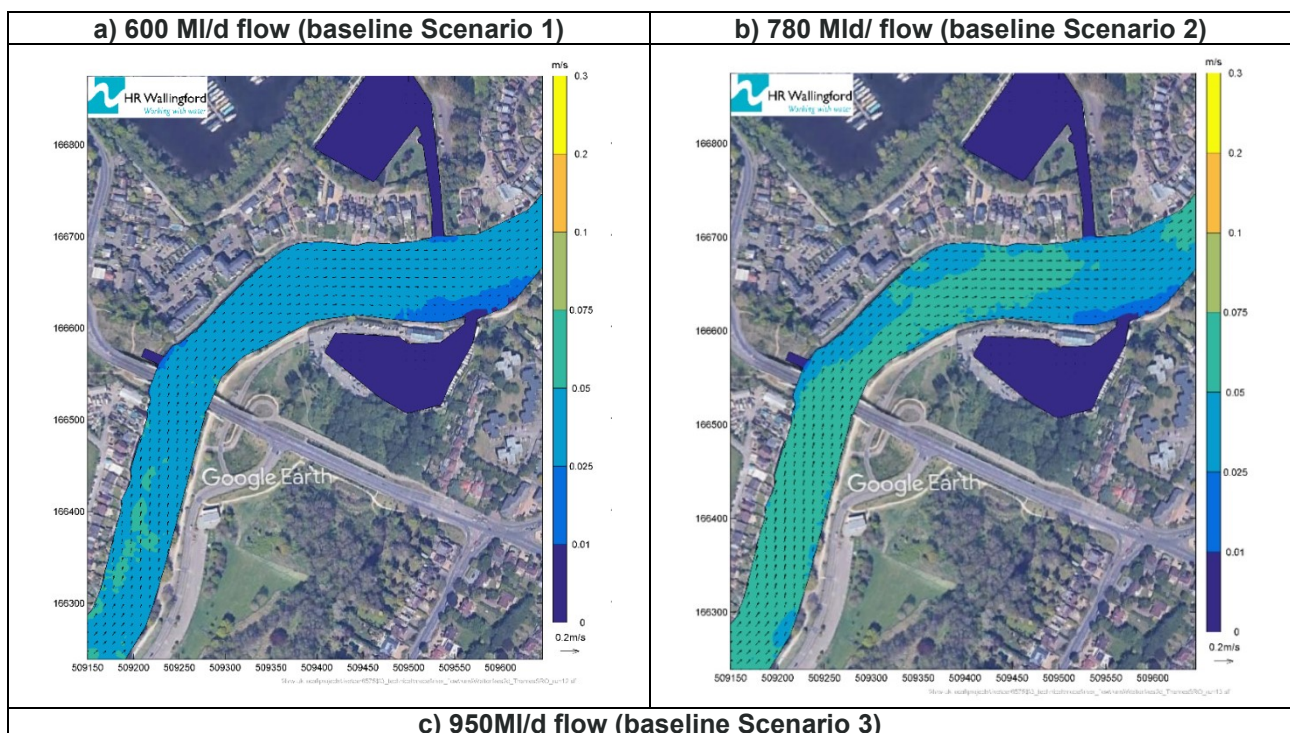 a) 600 Ml/d flow (baseline Scenario 1)
b) 780 Mld/ flow (baseline Scenario 2)
HR Wallingford
Working with water
m/s
0.3
0.2
0.1
0.075
0.05
0.025
0.01
0
0.2m/s
166800
166700
166600
166500
166400
166300
509150 509200 509250 509300 509350 509400 509450 509500 509550 509600
Google Earth
HR Wallingford
Working with water
m/s
0.3
0.2
0.1
0.075
0.05
0.025
0.01
0
0.2m/s
166800
166700
166600
166500
166400
166300
509150 509200 509250 509300 509350 509400 509450 509500 509550 509600
Google Earth
c) 950Ml/d flow (baseline Scenario 3)